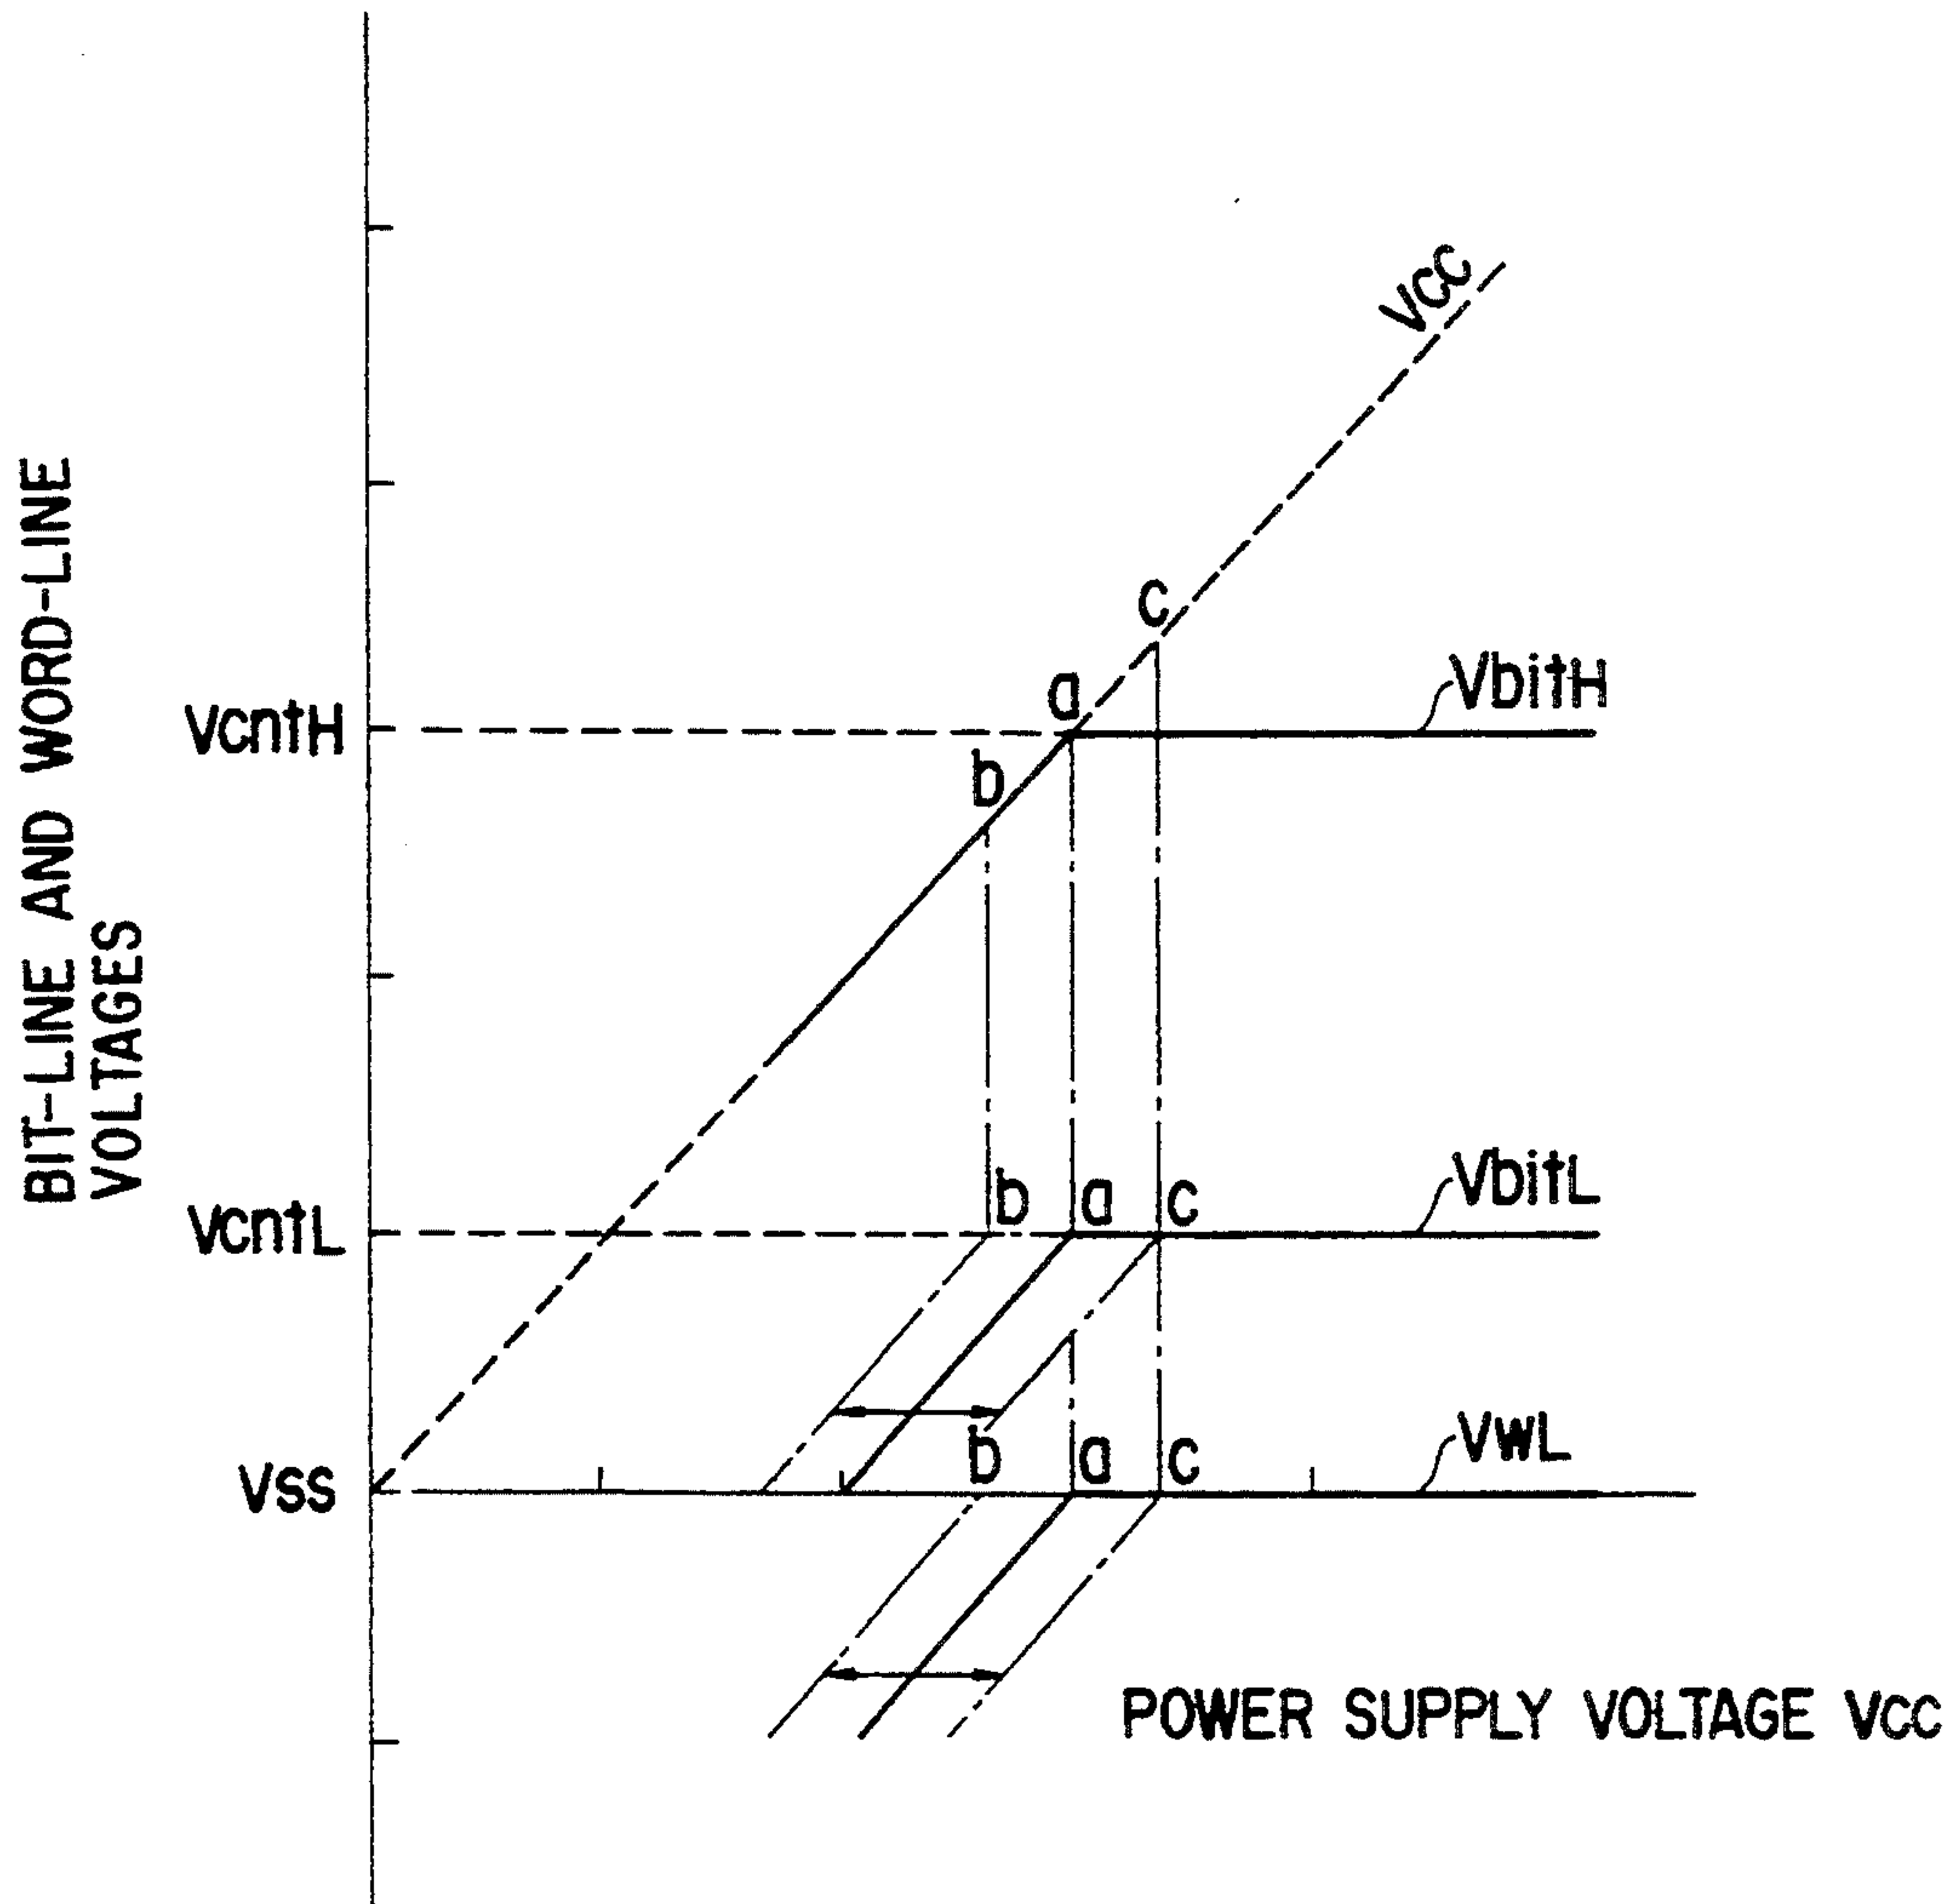 BIT-LINE AND WORD-LINE
VOLTAGES
VCC
c
a
VbitH
VcntH
b
VbitL
b
a
c
VcntL
VWL
b
a
c
VSS
POWER SUPPLY VOLTAGE VCC